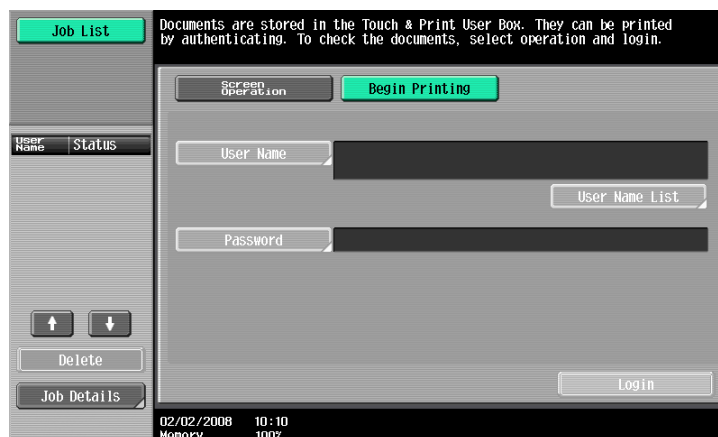 Job List
Documents are stored in the Touch & Print User Box. They can be printed
by authenticating. To check the documents, select operation and login.
Screen
Operation
Begin Printing
User
Name
Status
User Name
User Name List
Password
Delete
Login
Job Details
02/02/2008 10:10
Memory 100%